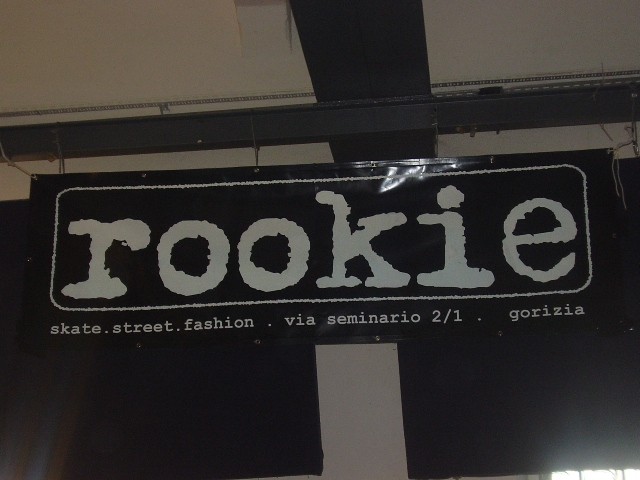 rookie
skate.street.fashion . via seminario 2/1 . gorizia